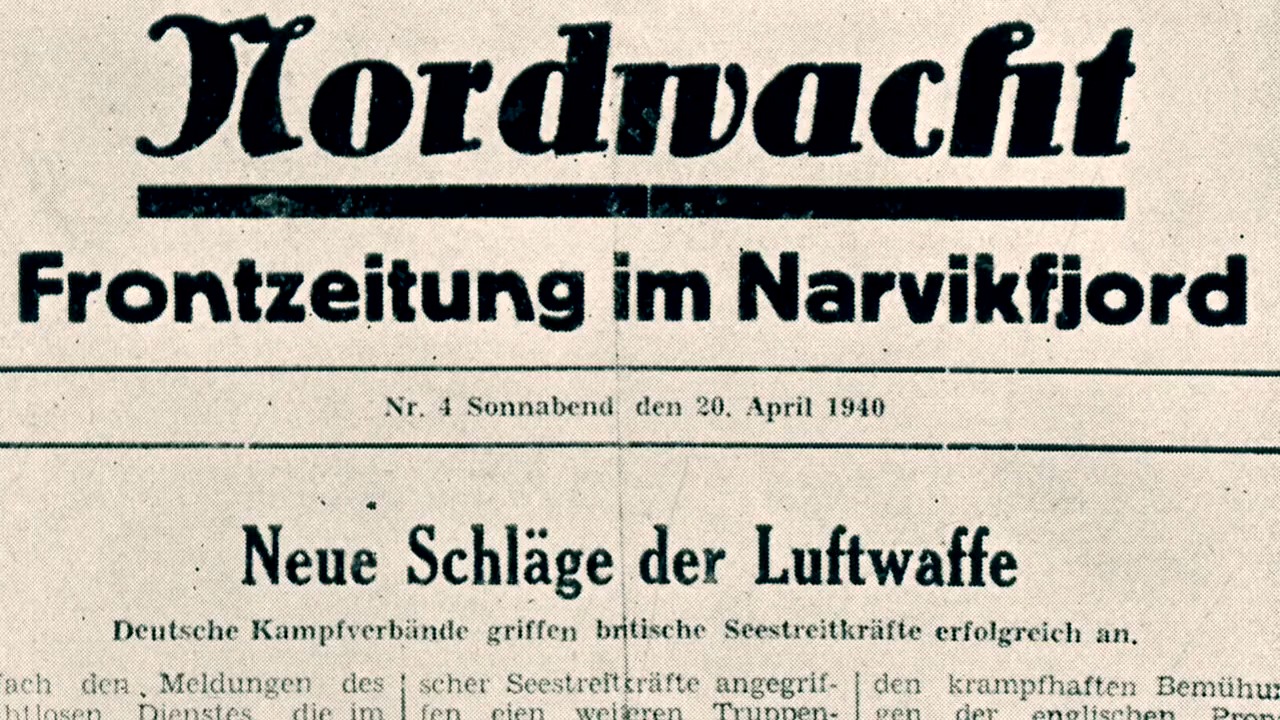 Nordwacht
Frontzeitung im Narvikfjord
Nr. 4 Sonnabend den 20. April 1940
Neue Schläge der Luftwaffe
Deutsche Kampfverbände griffen britische Seestreitkräfte erfolgreich an.
den Meldungen des
Dienstes, die im
scher Seestreitkräfte angegrif-
fen weiteren Truppen-
den krampfhaften
gen der englischen